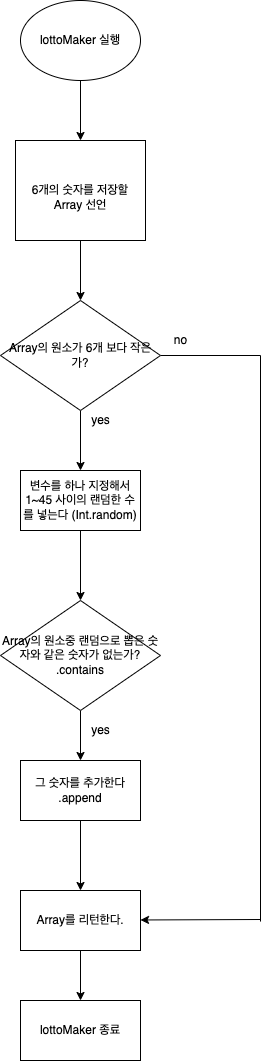 lottoMaker 실행
6개의 숫자를 저장할
Array 선언
Array의 원소가 6개 보다 작은
가?
no
yes
변수를 하나 지정해서
1~45 사이의 랜덤한 수
를 넣는다 (Int.random)
Array의 원소중 랜덤으로 뽑은 숫
자와 같은 숫자가 없는가?
.contains
yes
그 숫자를 추가한다
.append
Array를 리턴한다.
lottoMaker 종료